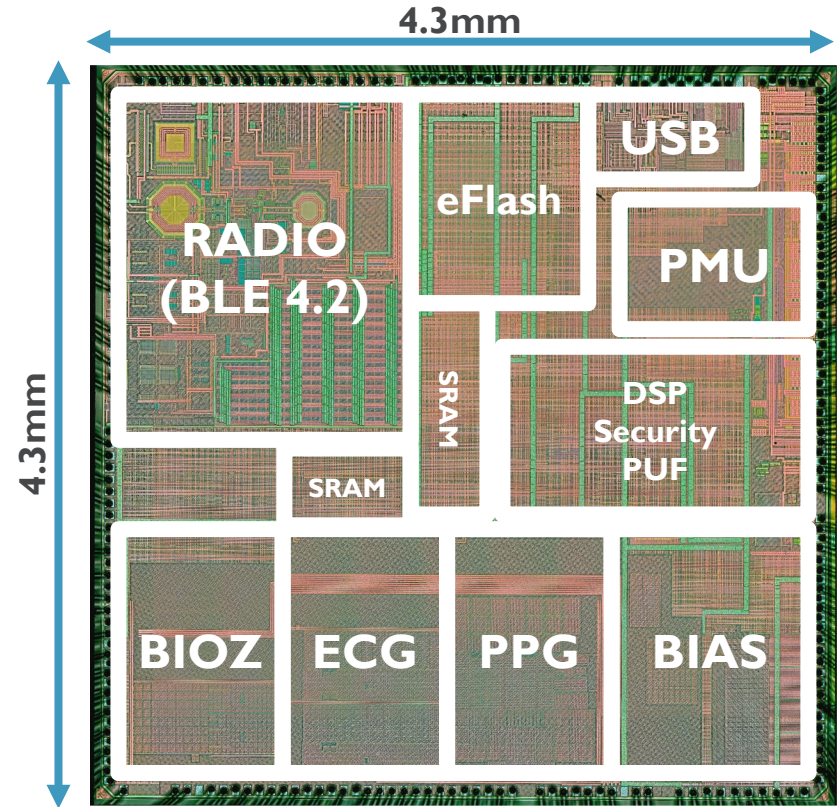 4.3mm
4.3mm
RADIO
(BLE 4.2)
eFlash
USB
PMU
SRAM
DSP
Security
PUF
SRAM
BIOZ
ECG
PPG
BIAS